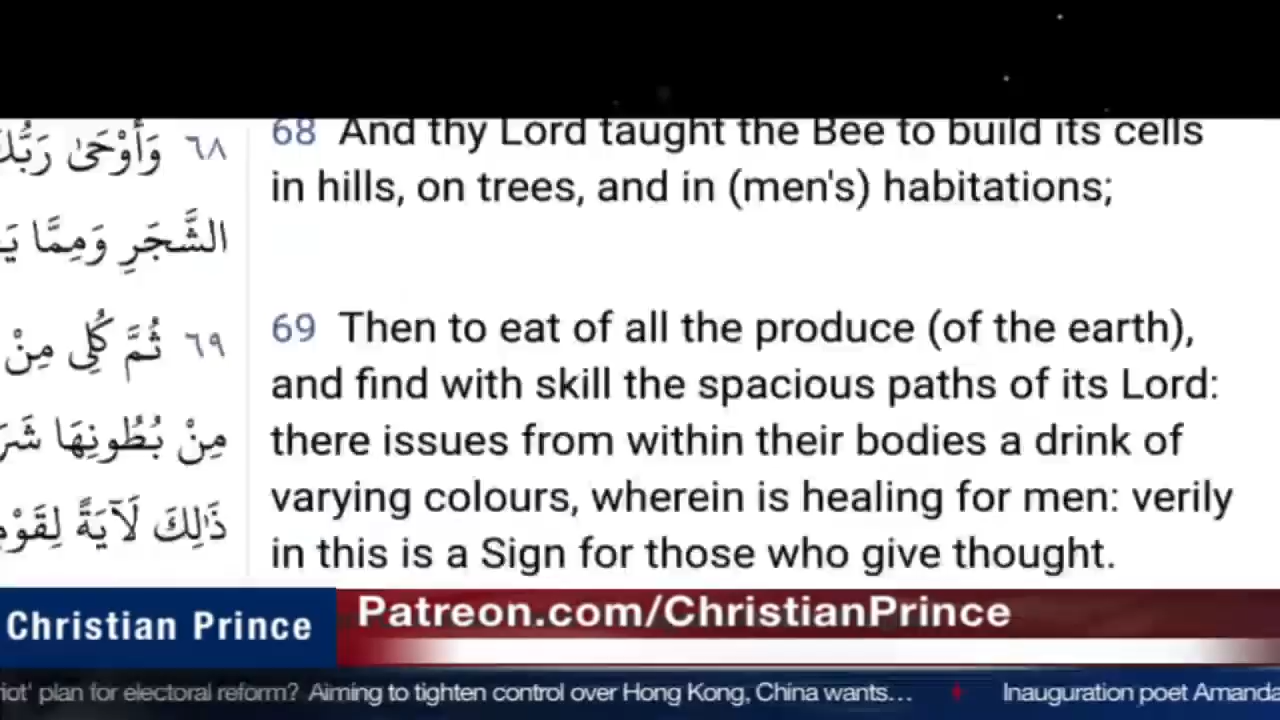 ٦٨ وَأَوْحَىٰ
68 And thy Lord taught the Bee to build its cells
in hills, on trees, and in (men's) habitations;
الشَّجَرِ وَمِمَّا
٦٩ ثُمَّ كُلِى مِنْ
69 Then to eat of all the produce (of the earth),
and find with skill the spacious paths of its Lord:
مِنْ بُطُونِهَا
there issues from within their bodies a drink of
varying colours, wherein is healing for men: verily
ذَٰلِكَ لَآيَةً
in this is a Sign for those who give thought.
Christian Prince
Patreon.com/ChristianPrince
plan for electoral reform? Aiming to tighten control over Hong Kong, China wants... Inauguration poet Amanda